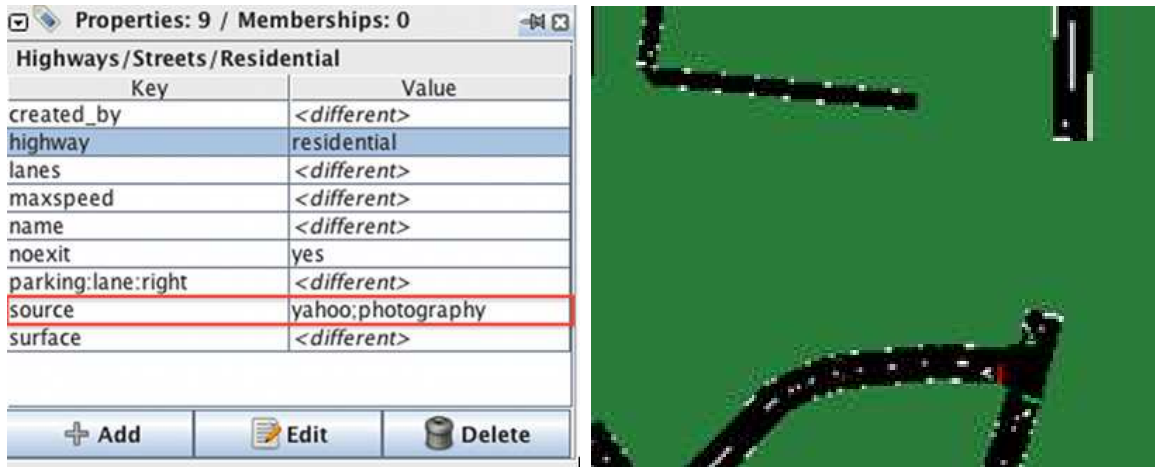 Properties: 9 / Memberships: 0
Highways/Streets/Residential
Key Value
created_by <different>
highway residential
lanes <different>
maxspeed <different>
name <different>
noexit yes
parking:lane:right <different>
source yahoo;photography
surface <different>
Add Edit Delete